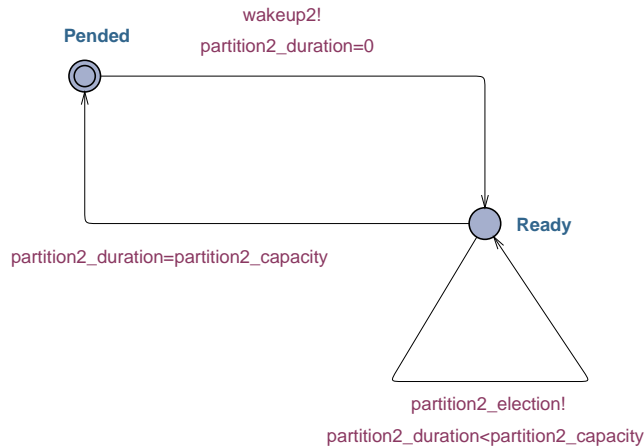 wakeup2!
Pended
partition2_duration=0
Ready
partition2_duration=partition2_capacity
partition2_election!
partition2_duration<partition2_capacity